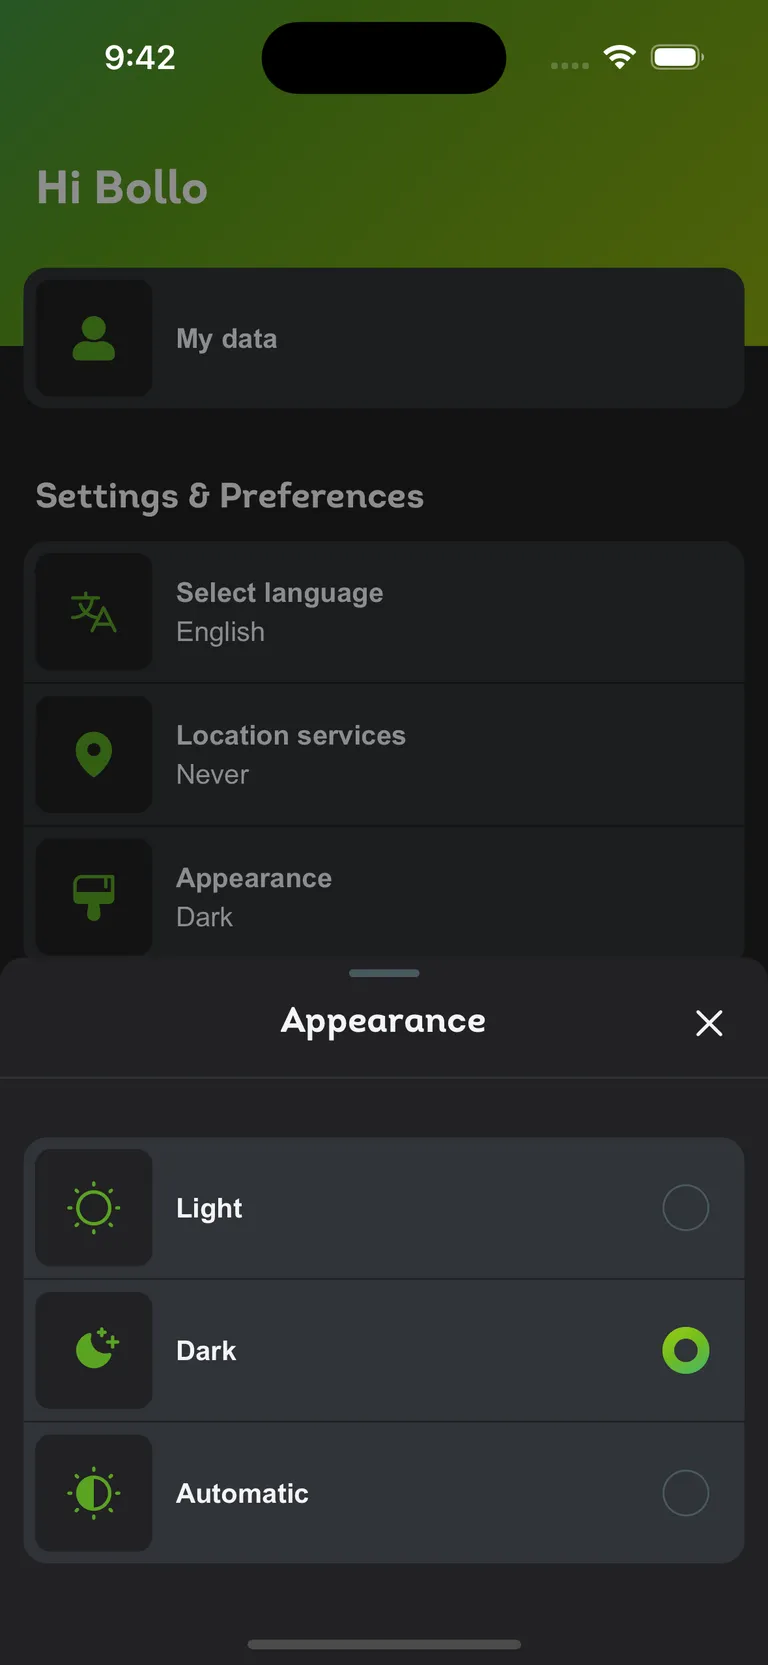 9:42
Hi Bollo
My data
Settings & Preferences
Select language
English
Location services
Never
Appearance
Dark
Appearance
Light
Dark
Automatic